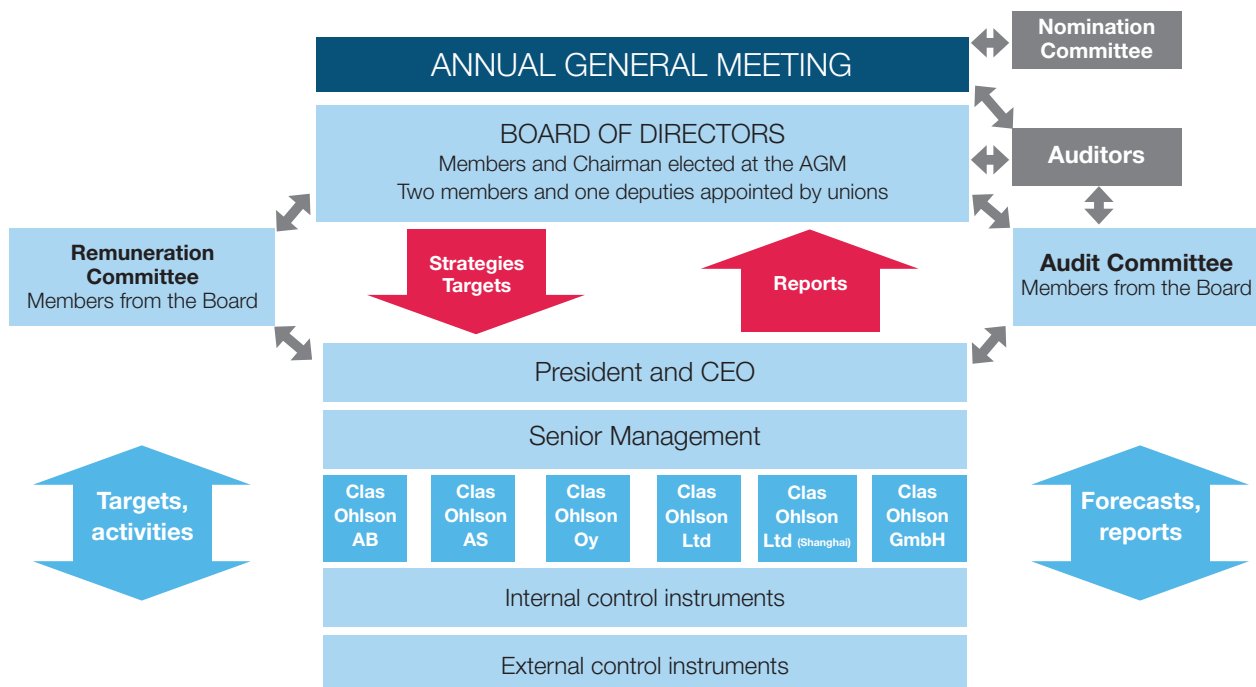 Nomination
Committee
ANNUAL GENERAL MEETING
BOARD OF DIRECTORS
Members and Chairman elected at the AGM
Two members and one deputies appointed by unions
Auditors
Remuneration
Committee
Members from the Board
Strategies
Targets
Reports
Audit Committee
Members from the Board
President and CEO
Senior Management
Targets,
activities
Clas
Ohlson
AB
Clas
Ohlson
AS
Clas
Ohlson
Oy
Clas
Ohlson
Ltd
Clas
Ohlson
Ltd (Shanghai)
Clas
Ohlson
GmbH
Forecasts,
reports
Internal control instruments
External control instruments